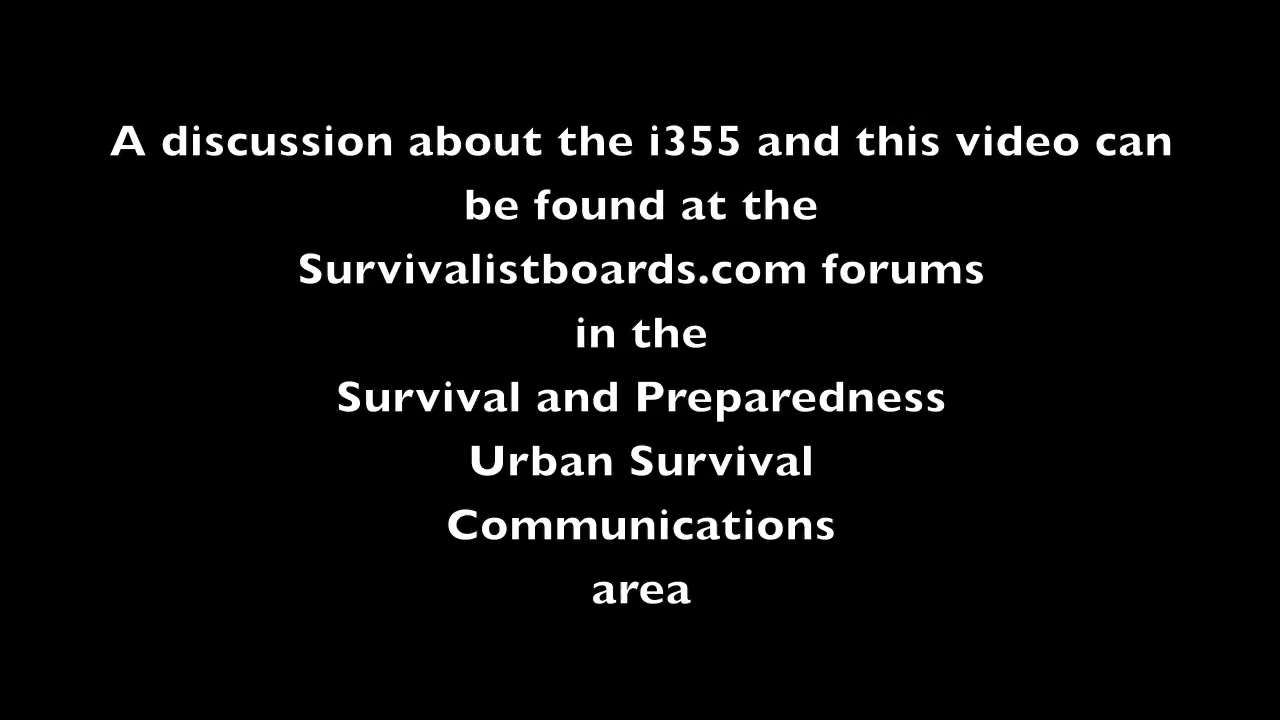 A discussion about the i355 and this video can
be found at the
Survivalistboards.com forums
in the
Survival and Preparedness
Urban Survival
Communications
area